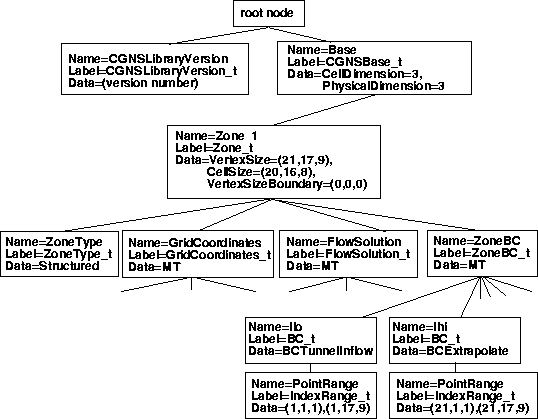 root node
Name=CGNSLibraryVersion
Label=CGNSLibraryVersion_t
Data=(version number)
Name=Base
Label=CGNSBase_t
Data=CellDimension=3,
PhysicalDimension=3
Name=Zone 1
Label=Zone_t
Data=VertexSize=(21,17,9),
CellSize=(20,16,8),
VertexSizeBoundary=(0,0,0)
Name=ZoneType
Label=ZoneType_t
Data=Structured
Name=GridCoordinates
Label=GridCoordinates_t
Data=MT
Name=FlowSolution
Label=FlowSolution_t
Data=MT
Name=ZoneBC
Label=ZoneBC_t
Data=MT
Name=Ilo
Label=BC_t
Data=BCTunnelInflow
Name=Ihi
Label=BC_t
Data=BCExtrapolate
Name=PointRange
Label=IndexRange_t
Data=(1,1,1),(1,17,9)
Name=PointRange
Label=IndexRange_t
Data=(21,1,1),(21,17,9)